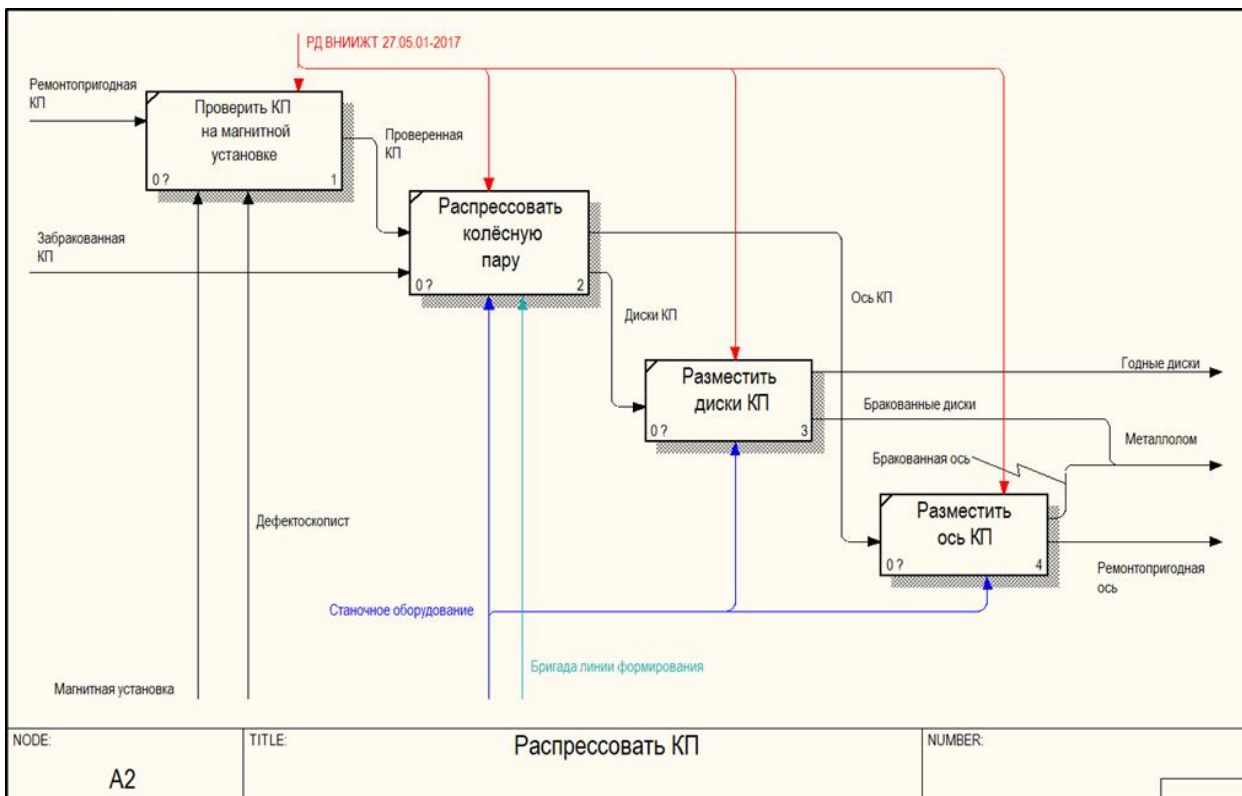 РД ВНИИЖТ 27.05.01-2017
Ремонтопригодная
КП
Проверить КП
на магнитной
установке
0 ?
1
Проверенная
КП
Забракованная
КП
Распрессовать
колёсную
пару
0 ?
2
Диски КП
Ось КП
Разместить
диски КП
0 ?
3
Годные диски
Бракованные диски
Металлолом
Бракованная ось
Разместить
ось КП
0 ?
4
Ремонтопригодная
ось
Дефектоскопист
Станочное оборудование
Бригада линии формирования
Магнитная установка
NODE:
A2
TITLE:
Распрессовать КП
NUMBER: